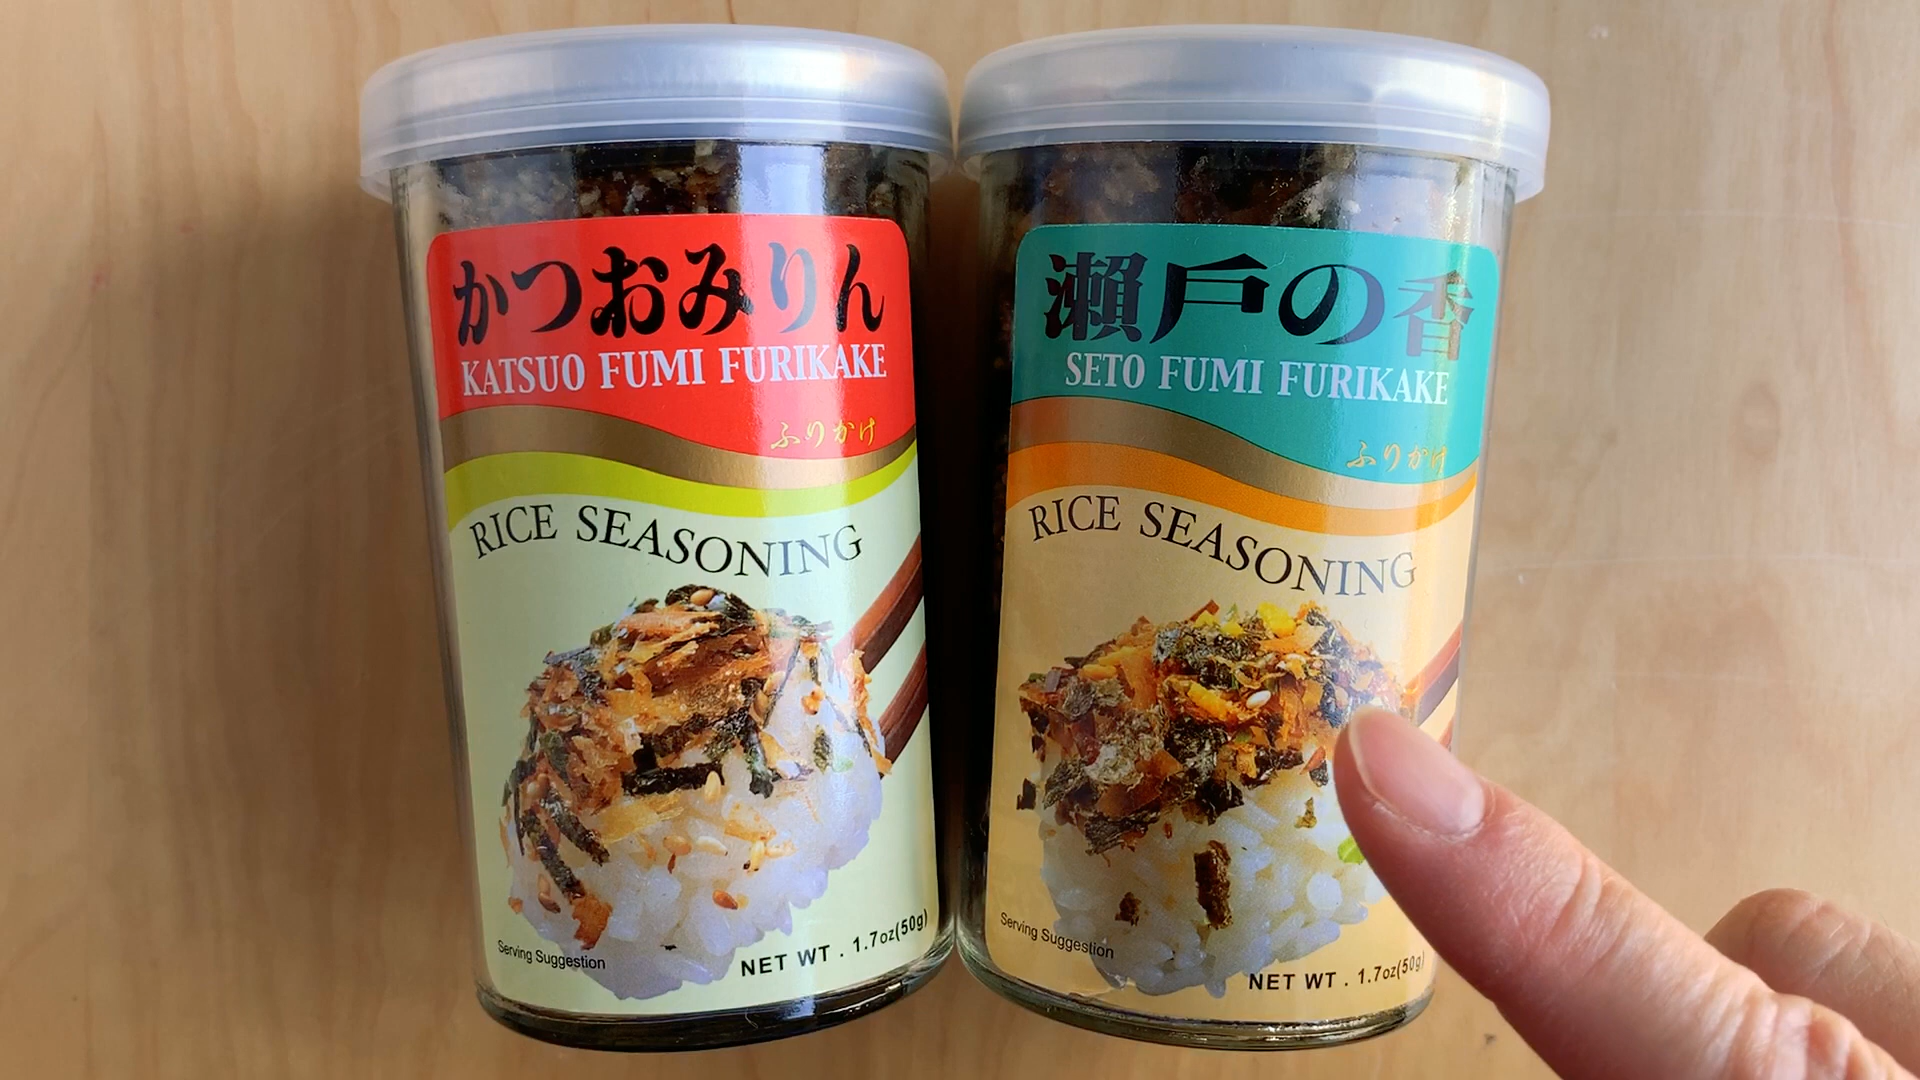 かつおみりん
KATSUO FUMI FURIKAKE
ふりかけ
RICE SEASONING
Serving Suggestion
NET WT . 1.7oz(50g)
瀬戸の香
SETO FUMI FURIKAKE
ふりかけ
RICE SEASONING
Serving Suggestion
NET WT . 1.7oz(50g)